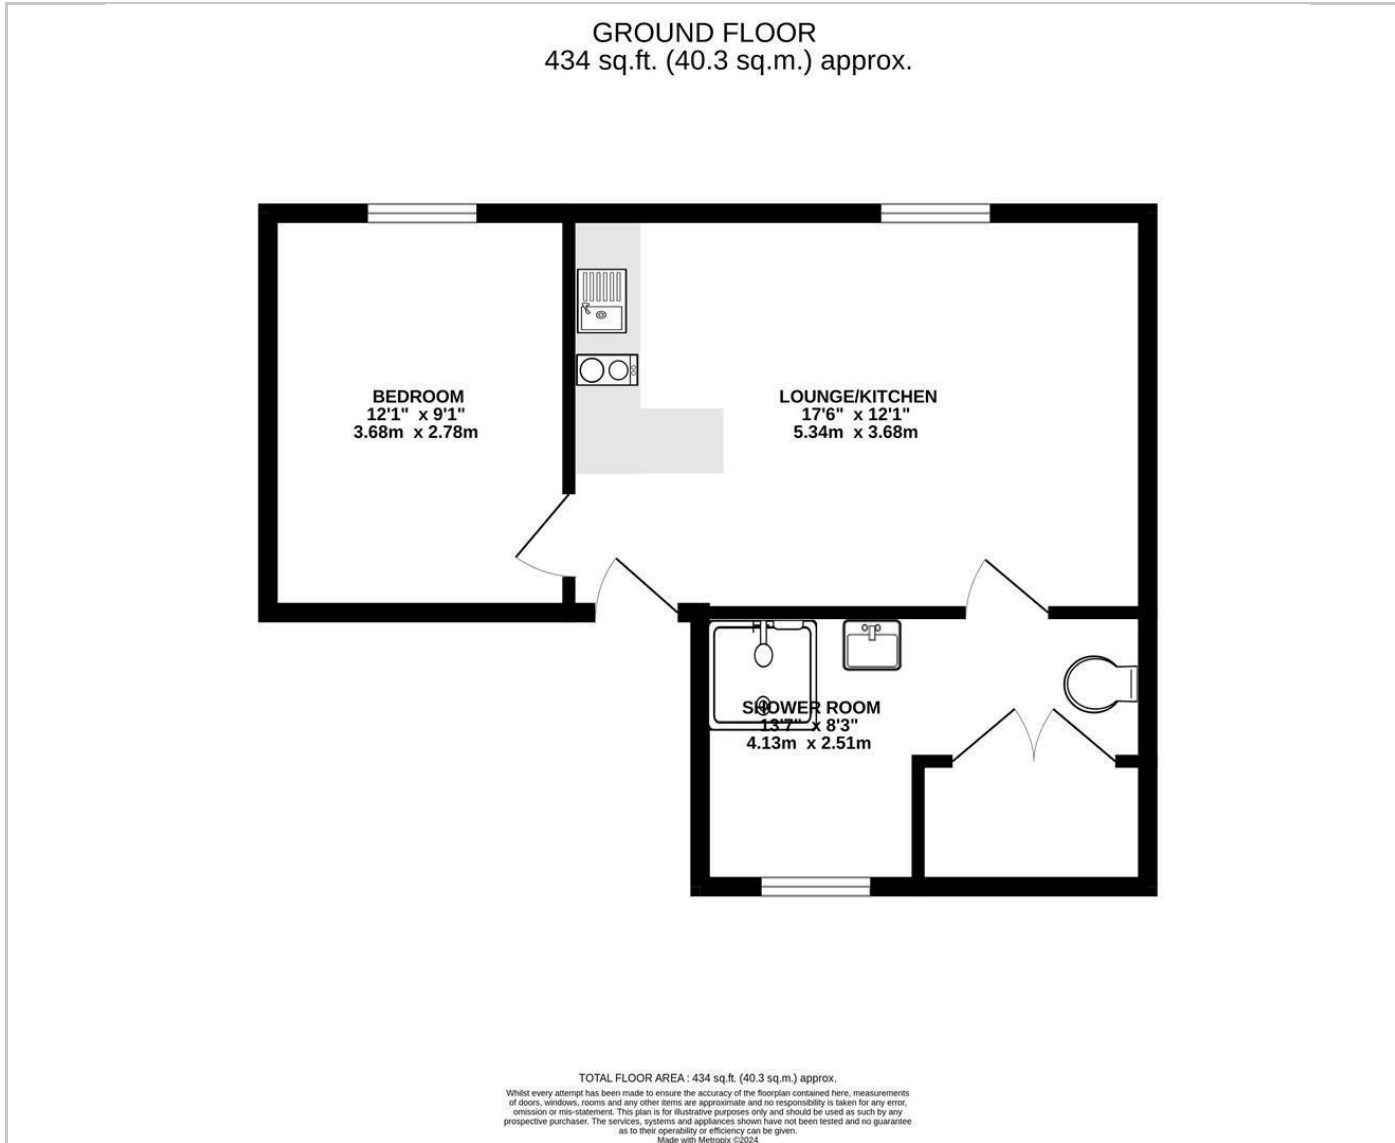 GROUND FLOOR
434 sq.ft. (40.3 sq.m.) approx.
BEDROOM
12'1" x 9'1"
3.68m x 2.78m
LOUNGE/KITCHEN
17'6" x 12'1"
5.34m x 3.68m
SHOWER ROOM
13'7" x 8'3"
4.13m x 2.51m
TOTAL FLOOR AREA : 434 sq.ft. (40.3 sq.m.) approx.
Whilst every attempt has been made to ensure the accuracy of the floorplan contained here, measurements
of doors, windows, rooms and any other items are approximate and no responsibility is taken for any error,
omission or mis-statement. This plan is for illustrative purposes only and should be used as such by any
prospective purchaser. The services, systems and appliances shown have not been tested and no guarantee
as to their operability or efficiency can be given.
Made with Metropix ©2024